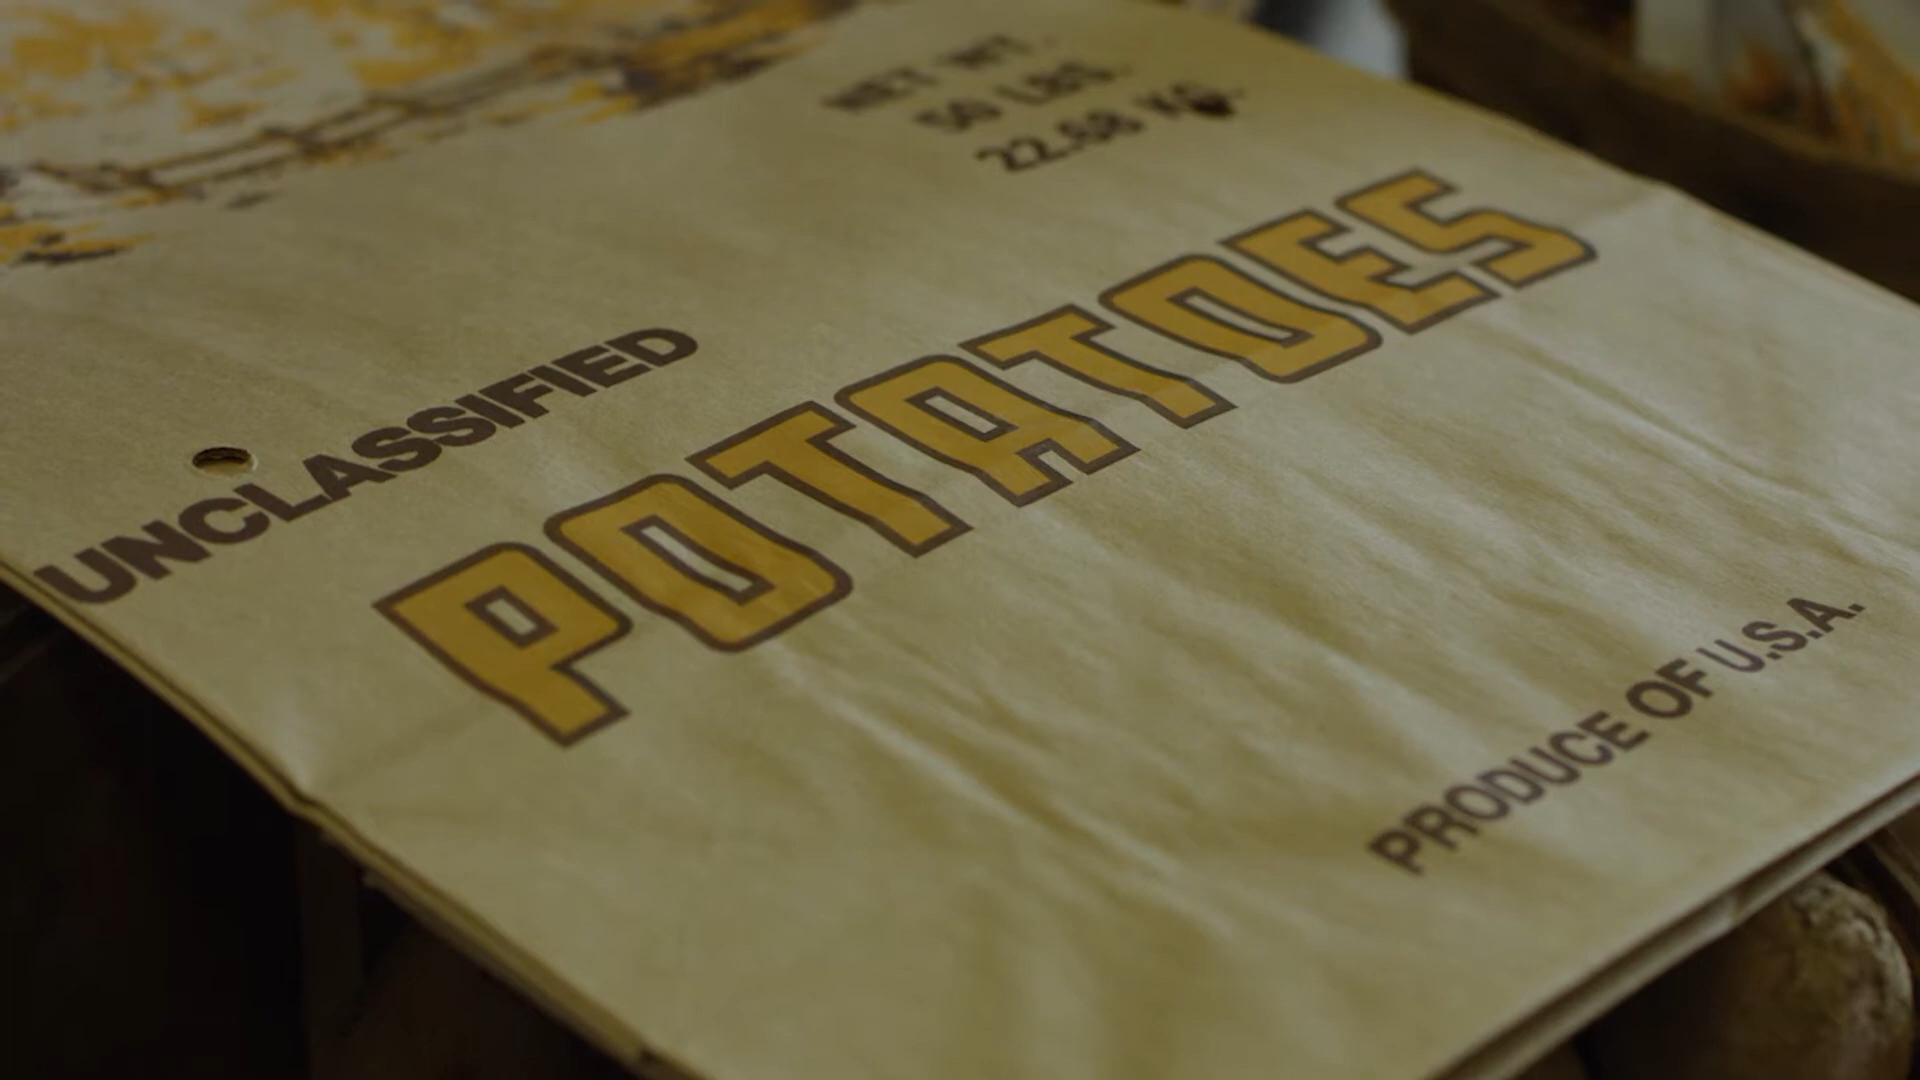 NET WT.
50 LBS.
22.68 KG.
UNCLASSIFIED
POTATOES
PRODUCE OF U.S.A.